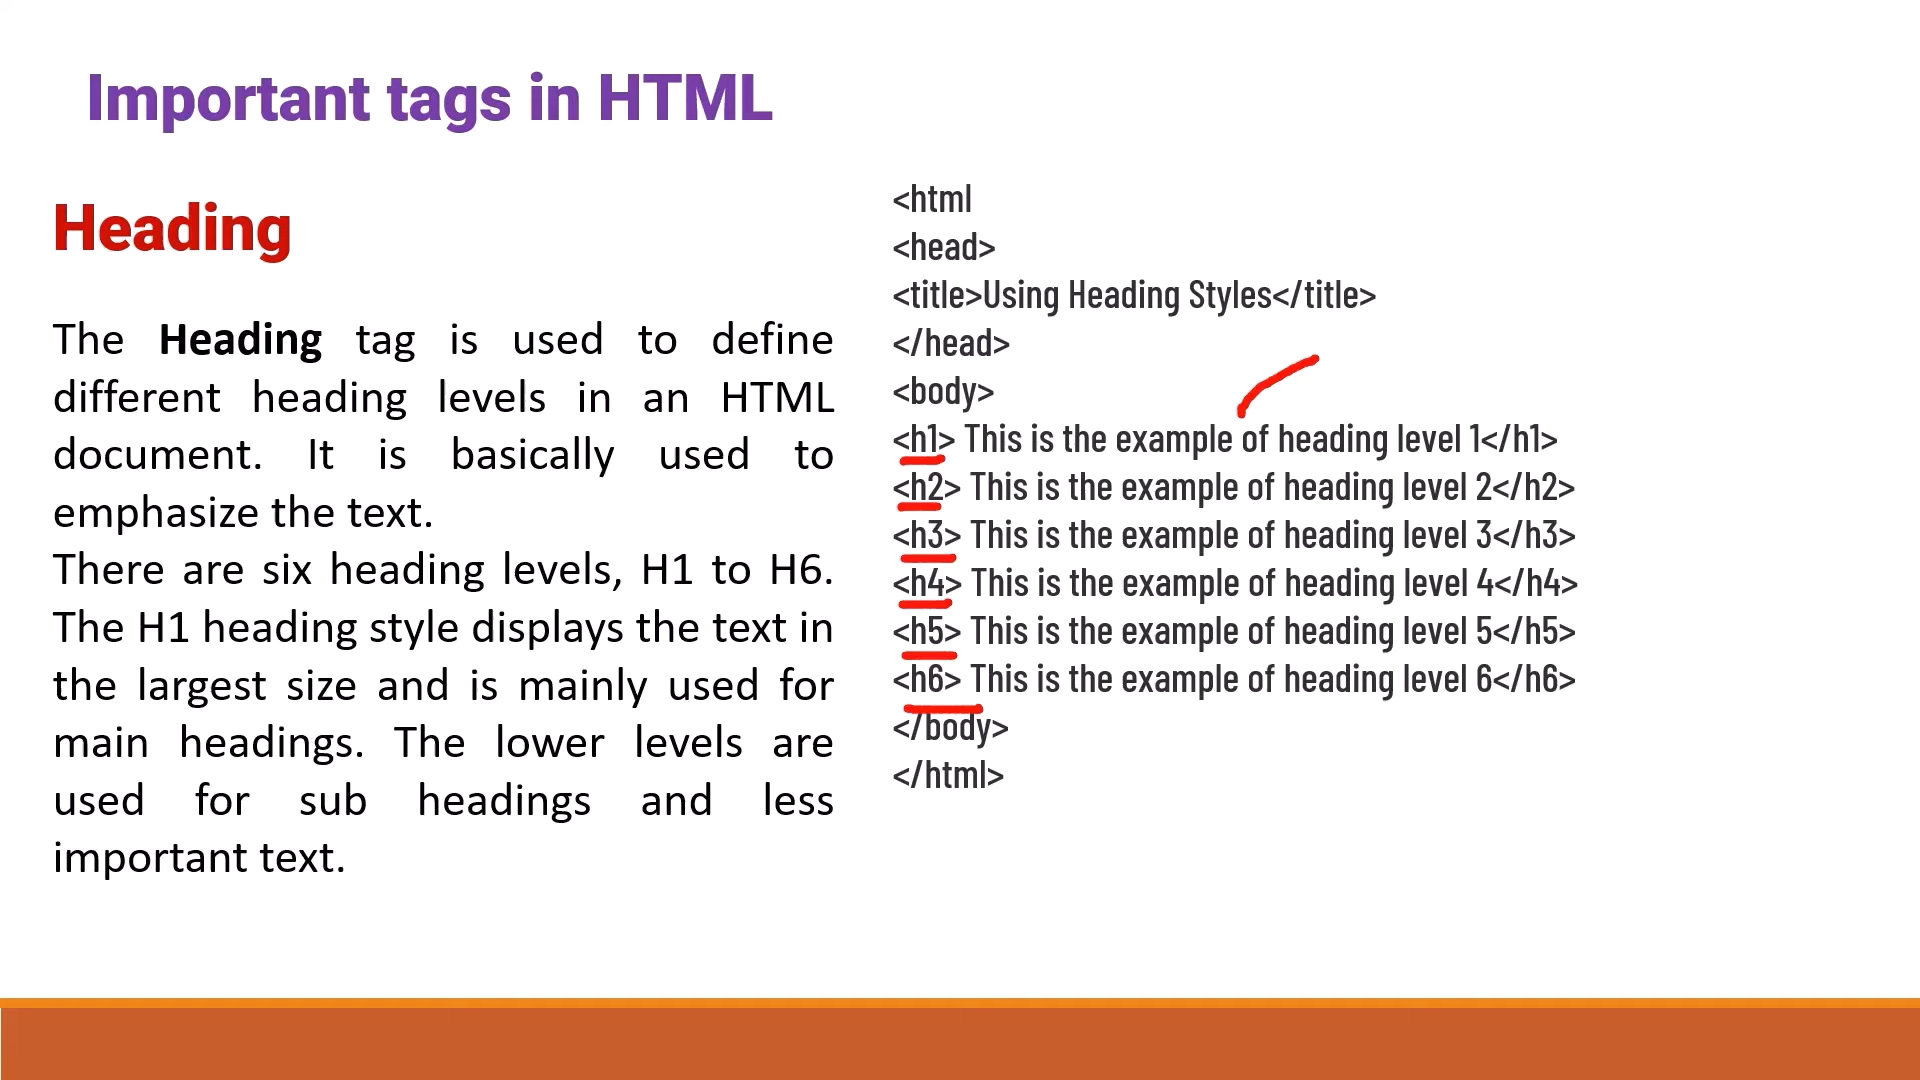 Important tags in HTML
Heading
The Heading tag is used to define
different heading levels in an HTML
document. It is basically used to
emphasize the text.
There are six heading levels, H1 to H6.
The H1 heading style displays the text in
the largest size and is mainly used for
main headings. The lower levels are
used for sub headings and less
important text.
<html
<head>
<title>Using Heading Styles</title>
</head>
<body>
<h1> This is the example of heading level 1</h1>
<h2> This is the example of heading level 2</h2>
<h3> This is the example of heading level 3</h3>
<h4> This is the example of heading level 4</h4>
<h5> This is the example of heading level 5</h5>
<h6> This is the example of heading level 6</h6>
</body>
</html>